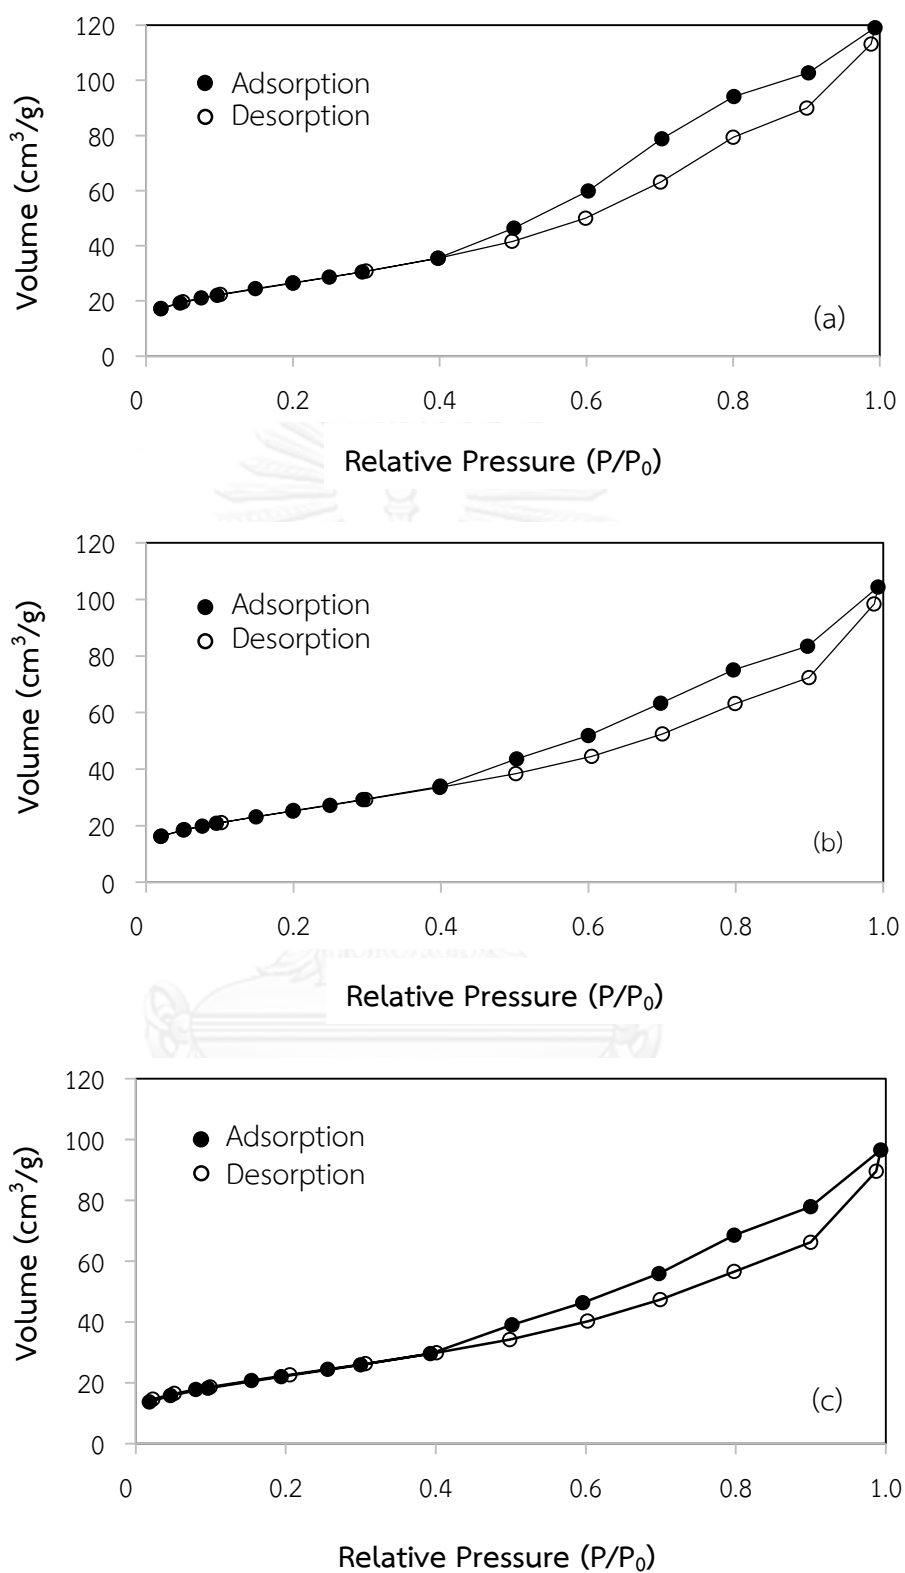 120
100
80
60
40
20
0
Volume (cm³/g)
● Adsorption
○ Desorption
(a)
0 0.2 0.4 0.6 0.8 1.0
Relative Pressure (P/P₀)
120
100
80
60
40
20
0
Volume (cm³/g)
● Adsorption
○ Desorption
(b)
0 0.2 0.4 0.6 0.8 1.0
Relative Pressure (P/P₀)
120
100
80
60
40
20
0
Volume (cm³/g)
● Adsorption
○ Desorption
(c)
0 0.2 0.4 0.6 0.8 1.0
Relative Pressure (P/P₀)